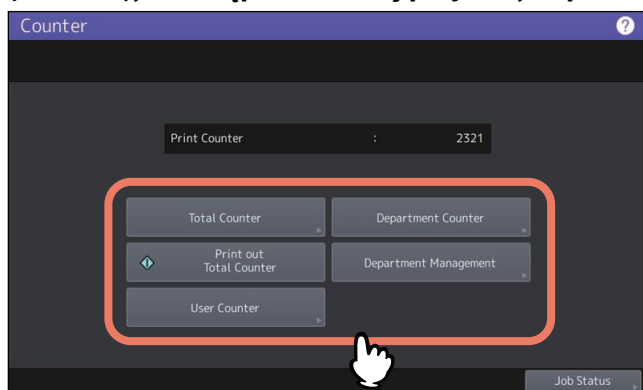 Counter
?
Print Counter : 2321
Total Counter
Department Counter
Print out
Total Counter
Department Management
User Counter
Job Status